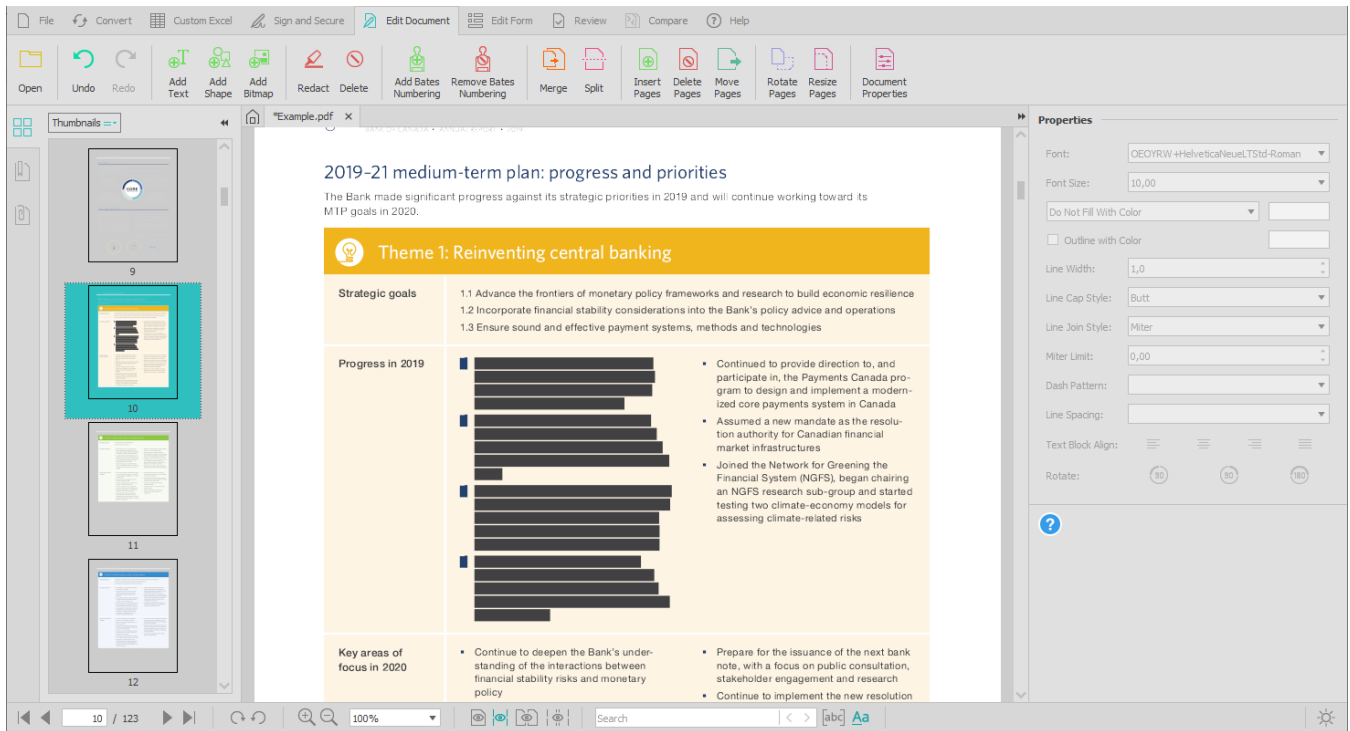 File Convert Custom Excel Sign and Secure Edit Document Edit Form Review Compare Help
Open Undo Redo Add Text Add Shape Add Bitmap Redact Delete Add Bates Numbering Remove Bates Numbering Merge Split Insert Pages Delete Pages Move Pages Rotate Pages Resize Pages Document Properties
Thumbnails
9
10
11
12
*Example.pdf
BANK OF CANADA • ANNUAL REPORT • 2019
2019–21 medium-term plan: progress and priorities
The Bank made significant progress against its strategic priorities in 2019 and will continue working toward its
MTP goals in 2020.
Theme 1: Reinventing central banking
Strategic goals
1.1 Advance the frontiers of monetary policy frameworks and research to build economic resilience
1.2 Incorporate financial stability considerations into the Bank's policy advice and operations
1.3 Ensure sound and effective payment systems, methods and technologies
Progress in 2019
▪ Continued to provide direction to, and
participate in, the Payments Canada pro-
gram to design and implement a modern-
ized core payments system in Canada
▪ Assumed a new mandate as the resolu-
tion authority for Canadian financial
market infrastructures
▪ Joined the Network for Greening the
Financial System (NGFS), began chairing
an NGFS research sub-group and started
testing two climate-economy models for
assessing climate-related risks
Key areas of
focus in 2020
▪ Continue to deepen the Bank's under-
standing of the interactions between
financial stability risks and monetary
policy
▪ Prepare for the issuance of the next bank
note, with a focus on public consultation,
stakeholder engagement and research
▪ Continue to implement the new resolution
Properties
Font: OEOYRW+HelveticaNeueLTStd-Roman
Font Size: 10,00
Do Not Fill With Color
Outline with Color
Line Width: 1,0
Line Cap Style: Butt
Line Join Style: Miter
Miter Limit: 0,00
Dash Pattern:
Line Spacing:
Text Block Align:
Rotate: 90 90 180
?
10 / 123 100% Search [abc] Aa